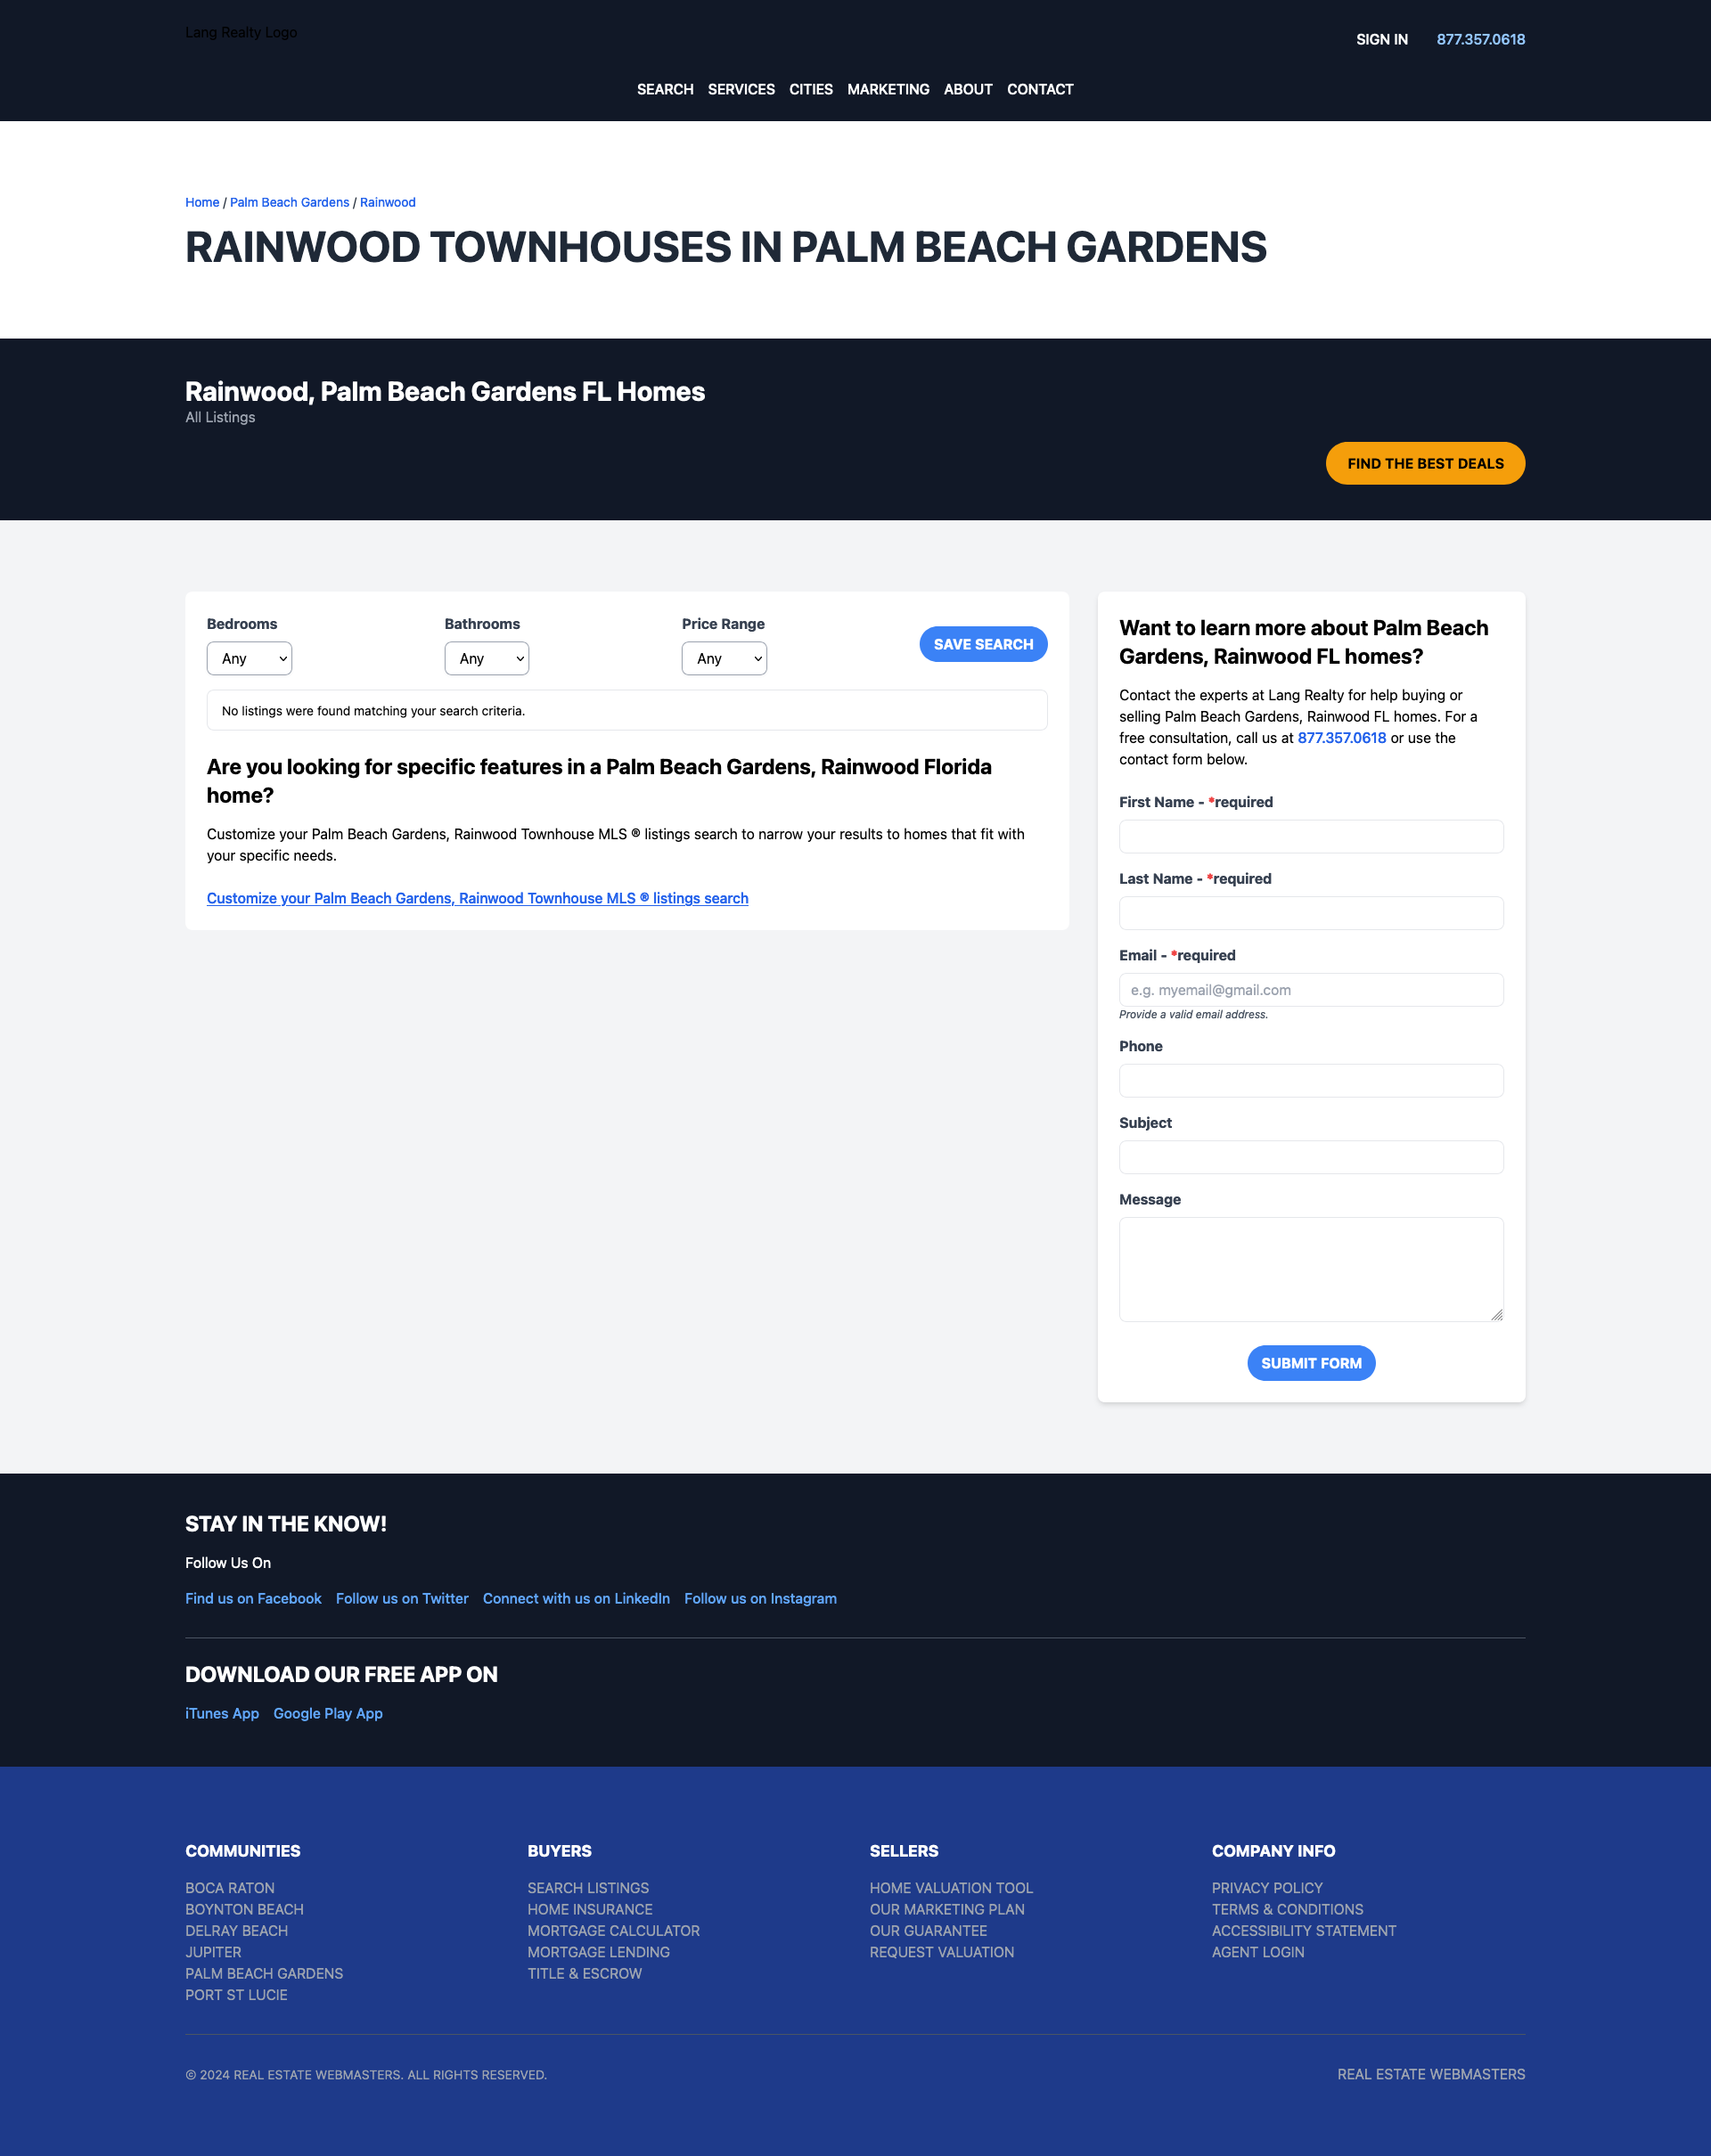 Lang Realty Logo
SIGN IN 877.357.0618
SEARCH SERVICES CITIES MARKETING ABOUT CONTACT
Home / Palm Beach Gardens / Rainwood
RAINWOOD TOWNHOUSES IN PALM BEACH GARDENS
Rainwood, Palm Beach Gardens FL Homes
All Listings
FIND THE BEST DEALS
Bedrooms Bathrooms Price Range
Any Any Any
SAVE SEARCH
No listings were found matching your search criteria.
Are you looking for specific features in a Palm Beach Gardens, Rainwood Florida
home?
Customize your Palm Beach Gardens, Rainwood Townhouse MLS ® listings search to narrow your results to homes that fit with
your specific needs.
Customize your Palm Beach Gardens, Rainwood Townhouse MLS ® listings search
Want to learn more about Palm Beach
Gardens, Rainwood FL homes?
Contact the experts at Lang Realty for help buying or
selling Palm Beach Gardens, Rainwood FL homes. For a
free consultation, call us at 877.357.0618 or use the
contact form below.
First Name - *required
Last Name - *required
Email - *required
e.g. myemail@gmail.com
Provide a valid email address.
Phone
Subject
Message
SUBMIT FORM
STAY IN THE KNOW!
Follow Us On
Find us on Facebook Follow us on Twitter Connect with us on LinkedIn Follow us on Instagram
DOWNLOAD OUR FREE APP ON
iTunes App Google Play App
COMMUNITIES
BOCA RATON
BOYNTON BEACH
DELRAY BEACH
JUPITER
PALM BEACH GARDENS
PORT ST LUCIE
BUYERS
SEARCH LISTINGS
HOME INSURANCE
MORTGAGE CALCULATOR
MORTGAGE LENDING
TITLE & ESCROW
SELLERS
HOME VALUATION TOOL
OUR MARKETING PLAN
OUR GUARANTEE
REQUEST VALUATION
COMPANY INFO
PRIVACY POLICY
TERMS & CONDITIONS
ACCESSIBILITY STATEMENT
AGENT LOGIN
© 2024 REAL ESTATE WEBMASTERS. ALL RIGHTS RESERVED.
REAL ESTATE WEBMASTERS